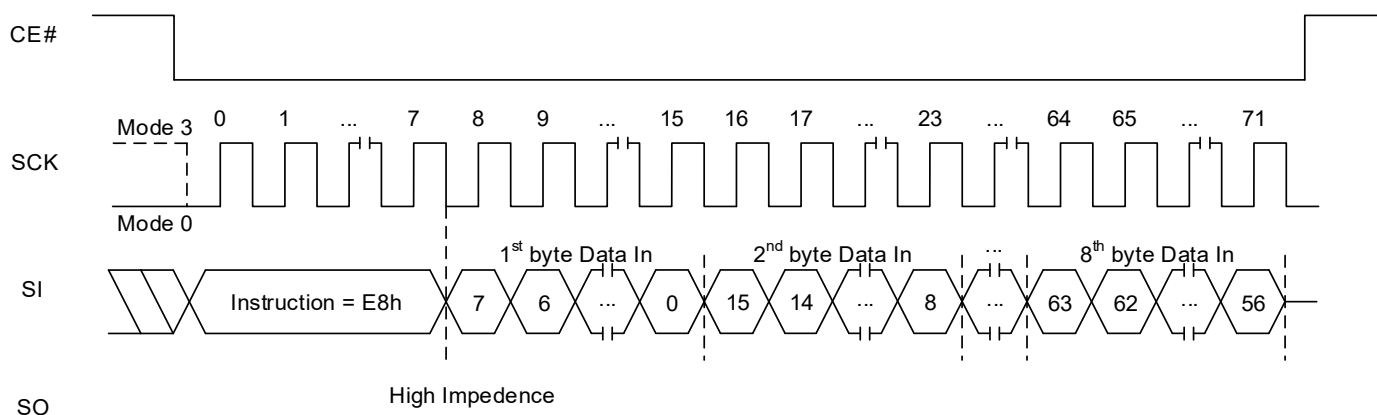 CE#
0 1 ... 7 8 9 ... 15 16 17 ... 23 ... 64 65 ... 71
Mode 3
SCK
Mode 0
1st byte Data In 2nd byte Data In ... 8th byte Data In
SI Instruction = E8h 7 6 ... 0 15 14 ... 8 ... 63 62 ... 56
High Impedence
SO